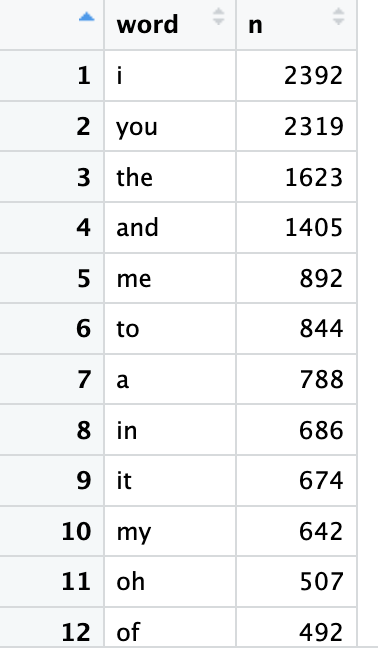 word n
1 i 2392
2 you 2319
3 the 1623
4 and 1405
5 me 892
6 to 844
7 a 788
8 in 686
9 it 674
10 my 642
11 oh 507
12 of 492